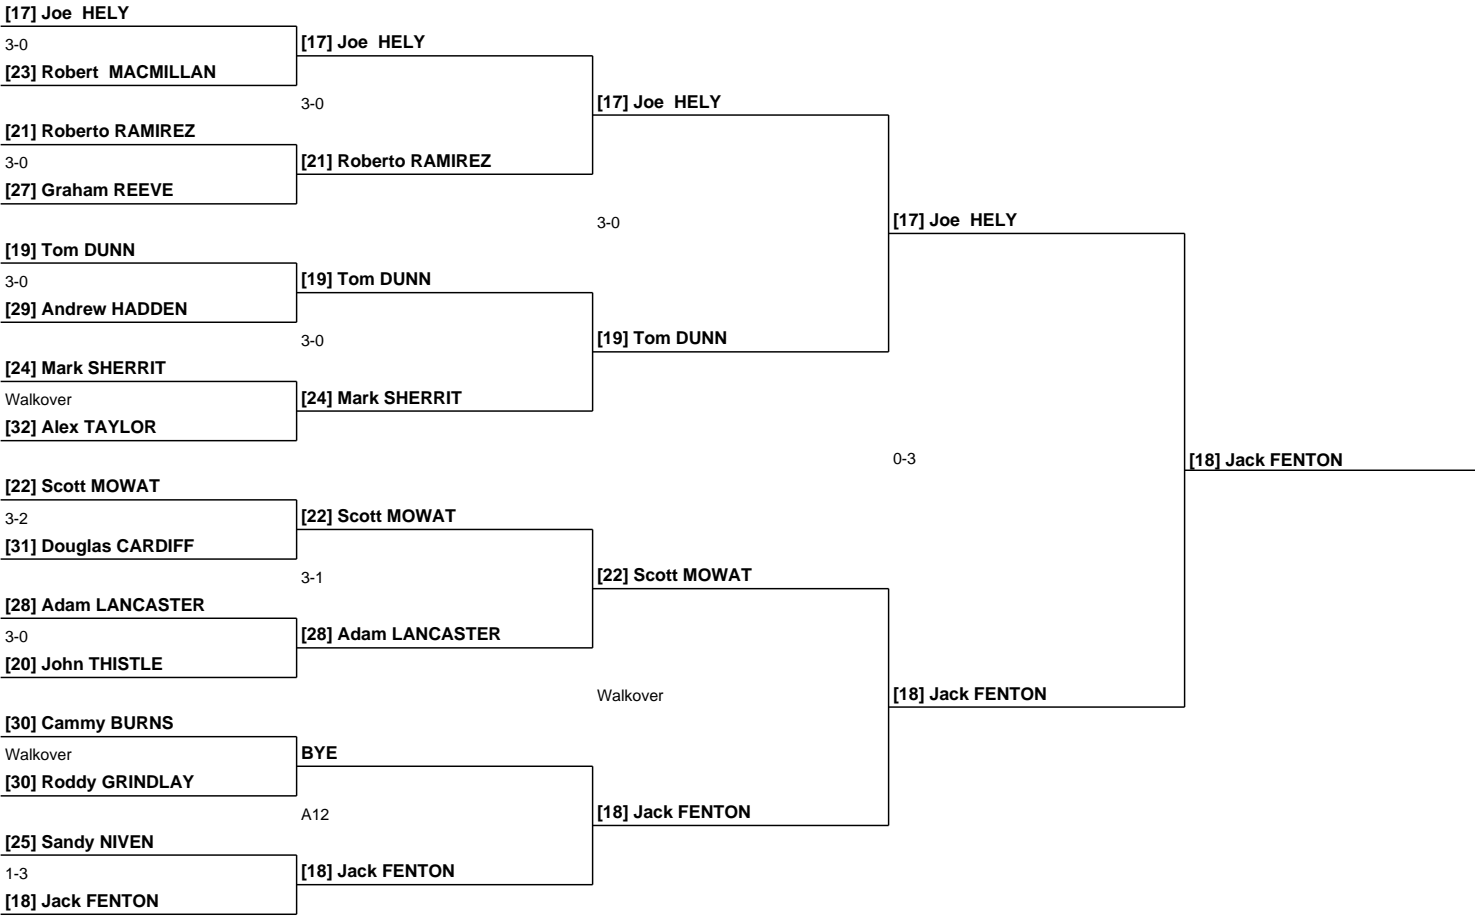 [17] Joe  HELY
3-0
[17] Joe  HELY
[23] Robert  MACMILLAN
3-0
[17] Joe  HELY
[21] Roberto RAMIREZ
3-0
[21] Roberto RAMIREZ
[27] Graham REEVE
3-0
[17] Joe  HELY
[19] Tom DUNN
3-0
[19] Tom DUNN
[29] Andrew HADDEN
3-0
[19] Tom DUNN
[24] Mark SHERRIT
Walkover
[24] Mark SHERRIT
[32] Alex TAYLOR
0-3
[18] Jack FENTON
[22] Scott MOWAT
3-2
[22] Scott MOWAT
[31] Douglas CARDIFF
3-1
[22] Scott MOWAT
[28] Adam LANCASTER
3-0
[28] Adam LANCASTER
[20] John THISTLE
Walkover
[18] Jack FENTON
[30] Cammy BURNS
Walkover
BYE
[30] Roddy GRINDLAY
A12
[18] Jack FENTON
[25] Sandy NIVEN
1-3
[18] Jack FENTON
[18] Jack FENTON